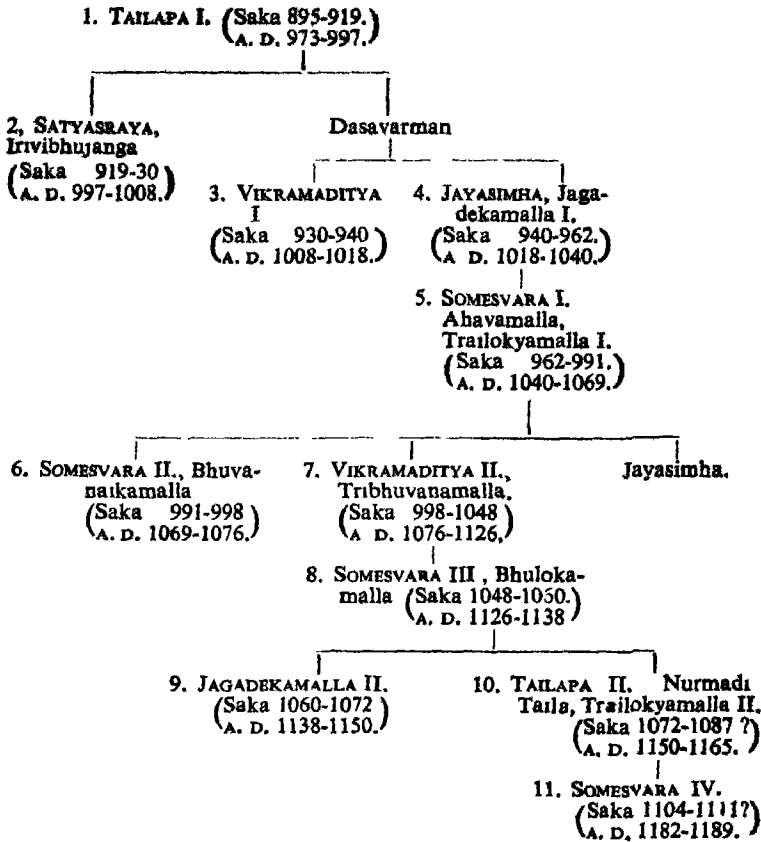 1. TAILAPA I. (Saka 895-919.
A. D. 973-997.)
2, SATYASRAYA,
Irivibhujanga
(Saka 919-30
A. D. 997-1008.)
Dasavarman
3. VIKRAMADITYA
I
(Saka 930-940
A. D. 1008-1018.)
4. JAYASIMHA, Jaga-
dekamalla I.
(Saka 940-962.
A D. 1018-1040.)
5. SOMESVARA I.
Ahavamalla,
Trailokyamalla I.
(Saka 962-991.
A. D. 1040-1069.)
6. SOMESVARA II., Bhuva-
naikamalla
(Saka 991-998
A. D. 1069-1076.)
7. VIKRAMADITYA II.,
Tribhuvanamalla.
(Saka 998-1048
A D. 1076-1126,)
Jayasimha.
8. SOMESVARA III , Bhuloka-
malla (Saka 1048-1060.
A. D. 1126-1138)
9. JAGADEKAMALLA II.
(Saka 1060-1072
A. D. 1138-1150.)
10. TAILAPA II. Nurmadi
Taila, Trailokyamalla II.
(Saka 1072-1087 ?
A. D. 1150-1165.)
11. SOMESVARA IV.
(Saka 1104-1111?
A. D, 1182-1189.)